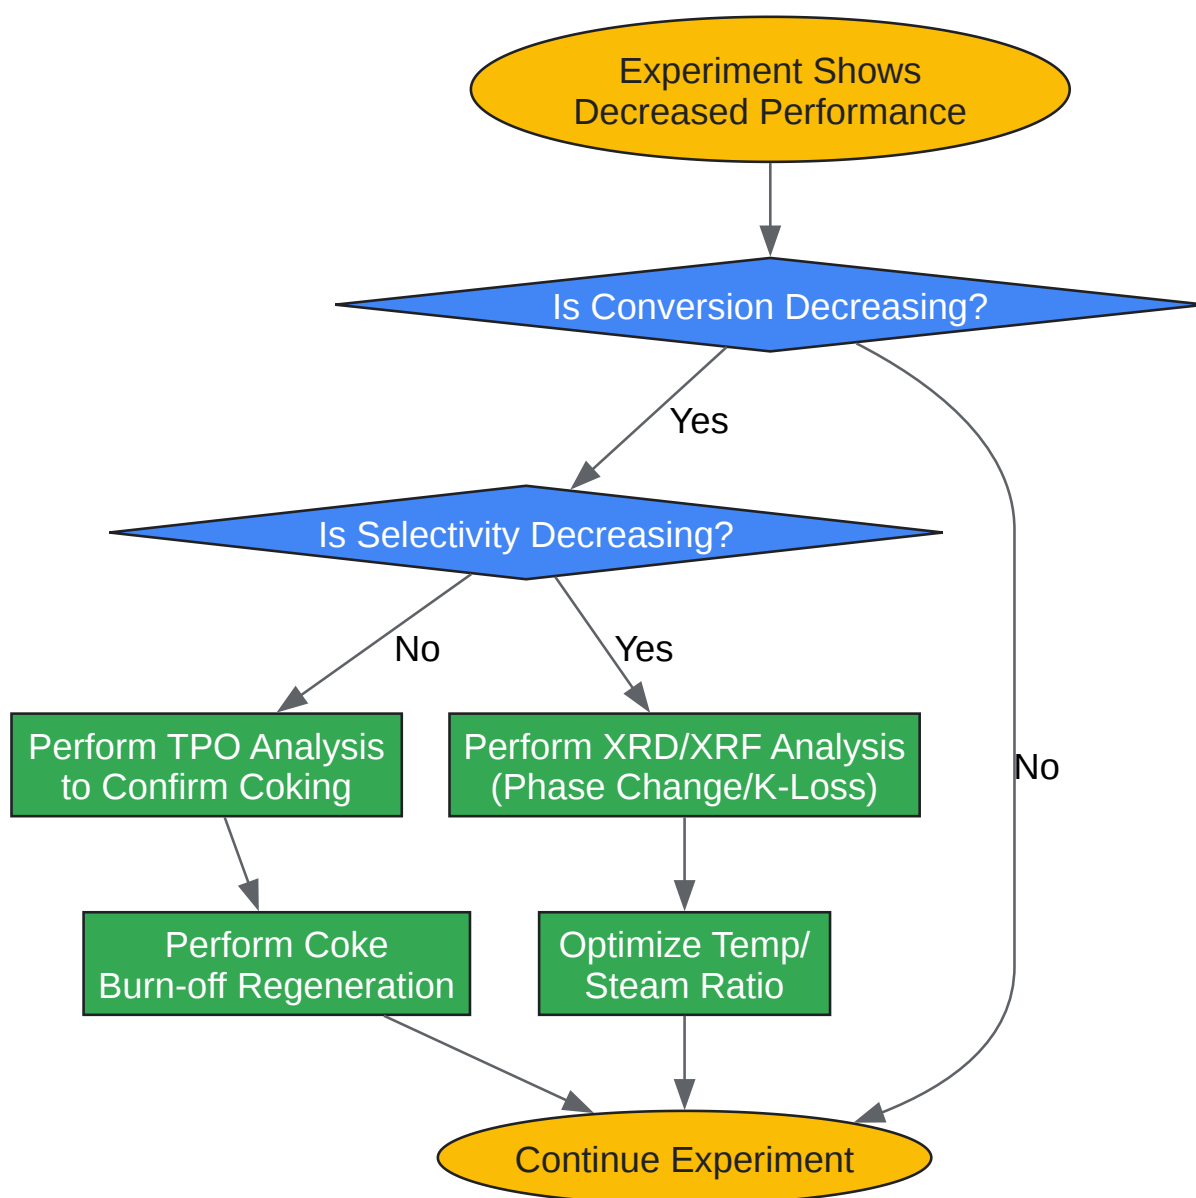 Experiment Shows
Decreased Performance
Is Conversion Decreasing?
Yes
Is Selectivity Decreasing?
No
Yes
Perform TPO Analysis
to Confirm Coking
Perform XRD/XRF Analysis
(Phase Change/K-Loss)
No
Perform Coke
Burn-off Regeneration
Optimize Temp/
Steam Ratio
Continue Experiment